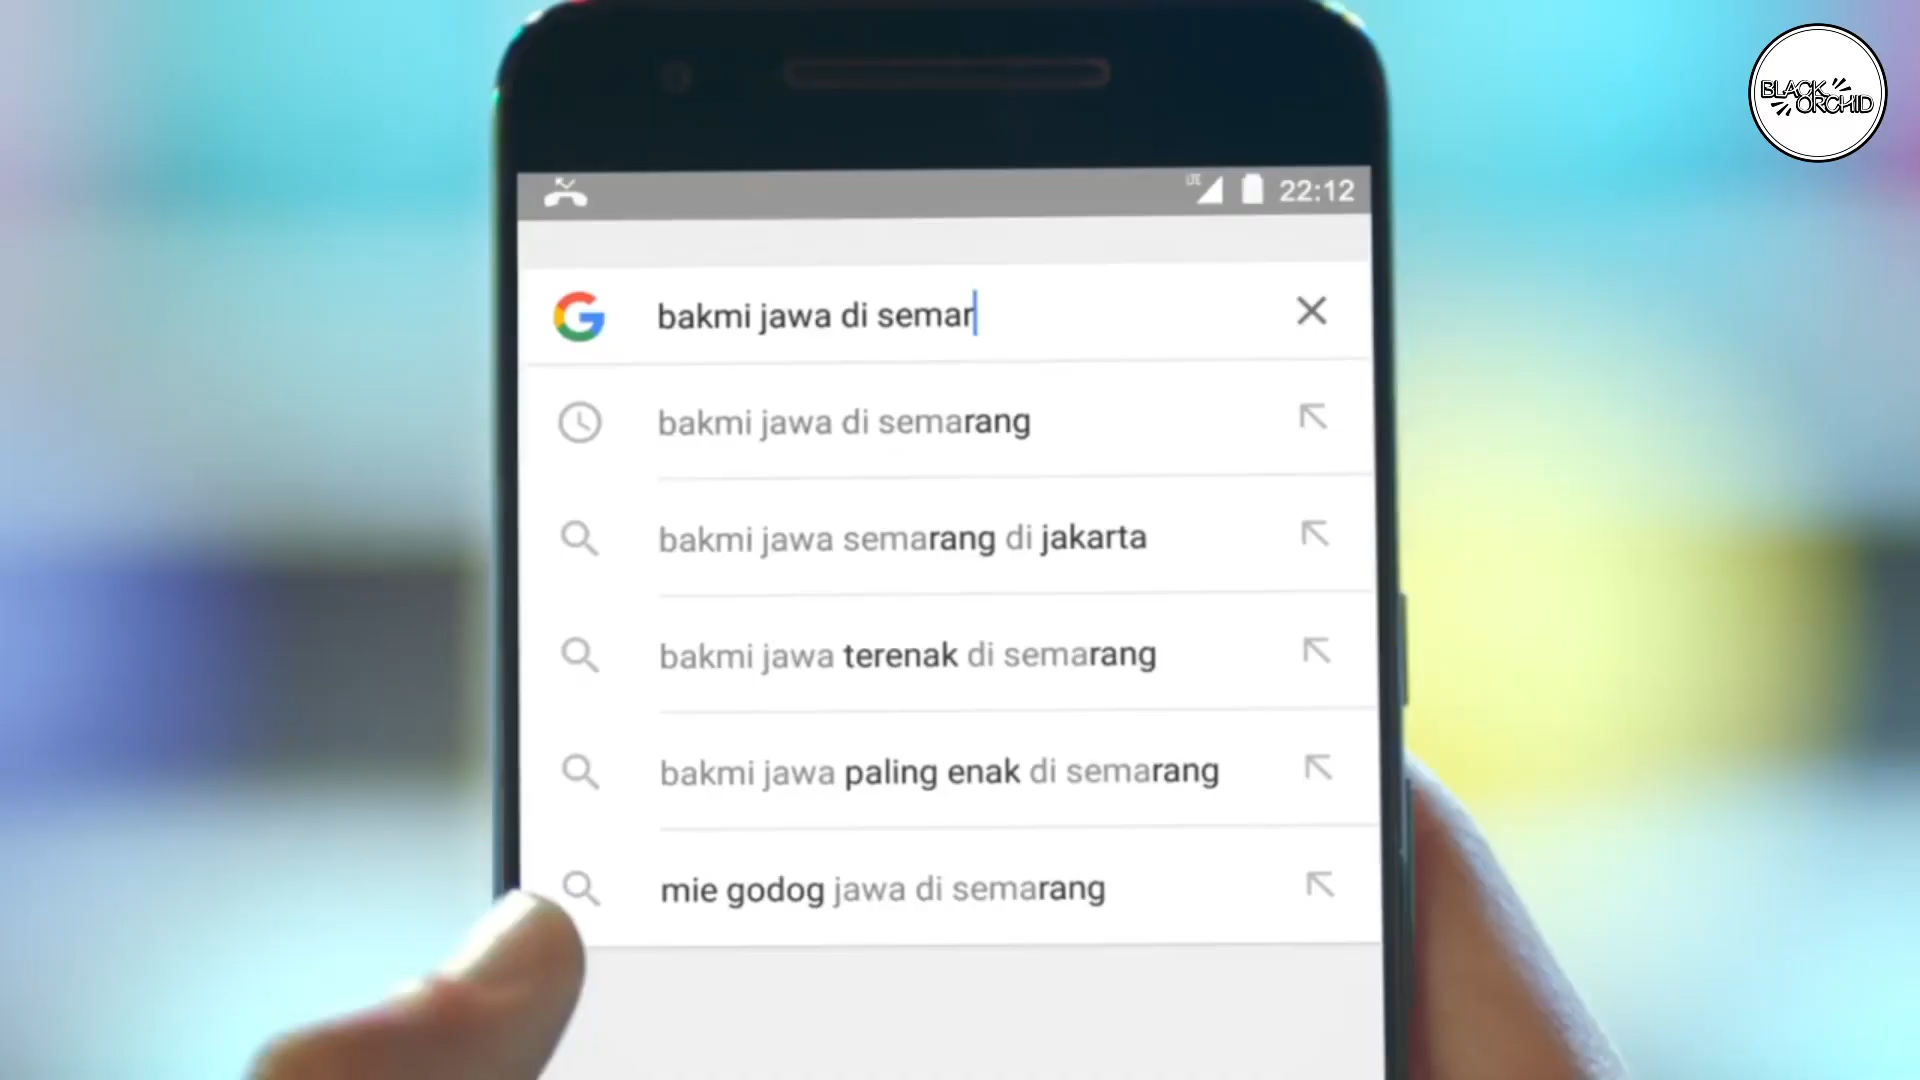 BLACK
ORCHID
LTE 22:12
bakmi jawa di semar
bakmi jawa di semarang
bakmi jawa semarang di jakarta
bakmi jawa terenak di semarang
bakmi jawa paling enak di semarang
mie godog jawa di semarang